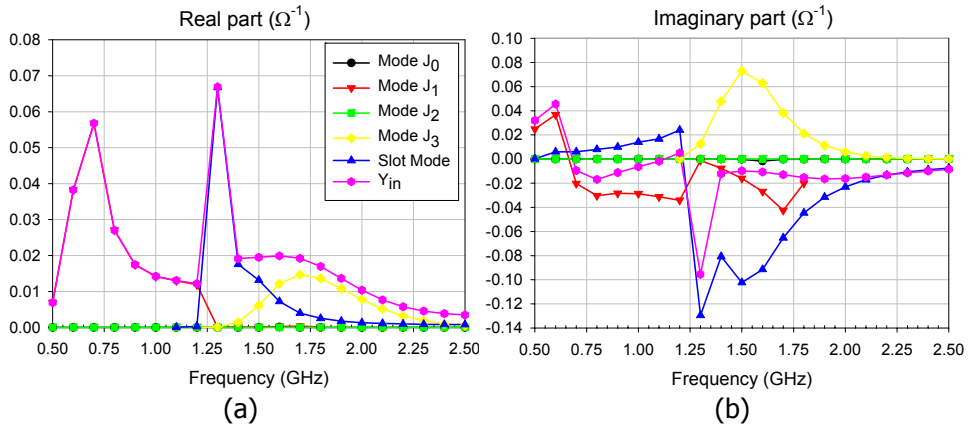 Real part (Ω⁻¹)
0.08
0.07
0.06
0.05
0.04
0.03
0.02
0.01
0.00
0.50 0.75 1.00 1.25 1.50 1.75 2.00 2.25 2.50
Frequency (GHz)
(a)
Mode J₀
Mode J₁
Mode J₂
Mode J₃
Slot Mode
Yᵢₙ
Imaginary part (Ω⁻¹)
0.10
0.08
0.06
0.04
0.02
0.00
-0.02
-0.04
-0.06
-0.08
-0.10
-0.12
-0.14
0.50 0.75 1.00 1.25 1.50 1.75 2.00 2.25 2.50
Frequency (GHz)
(b)